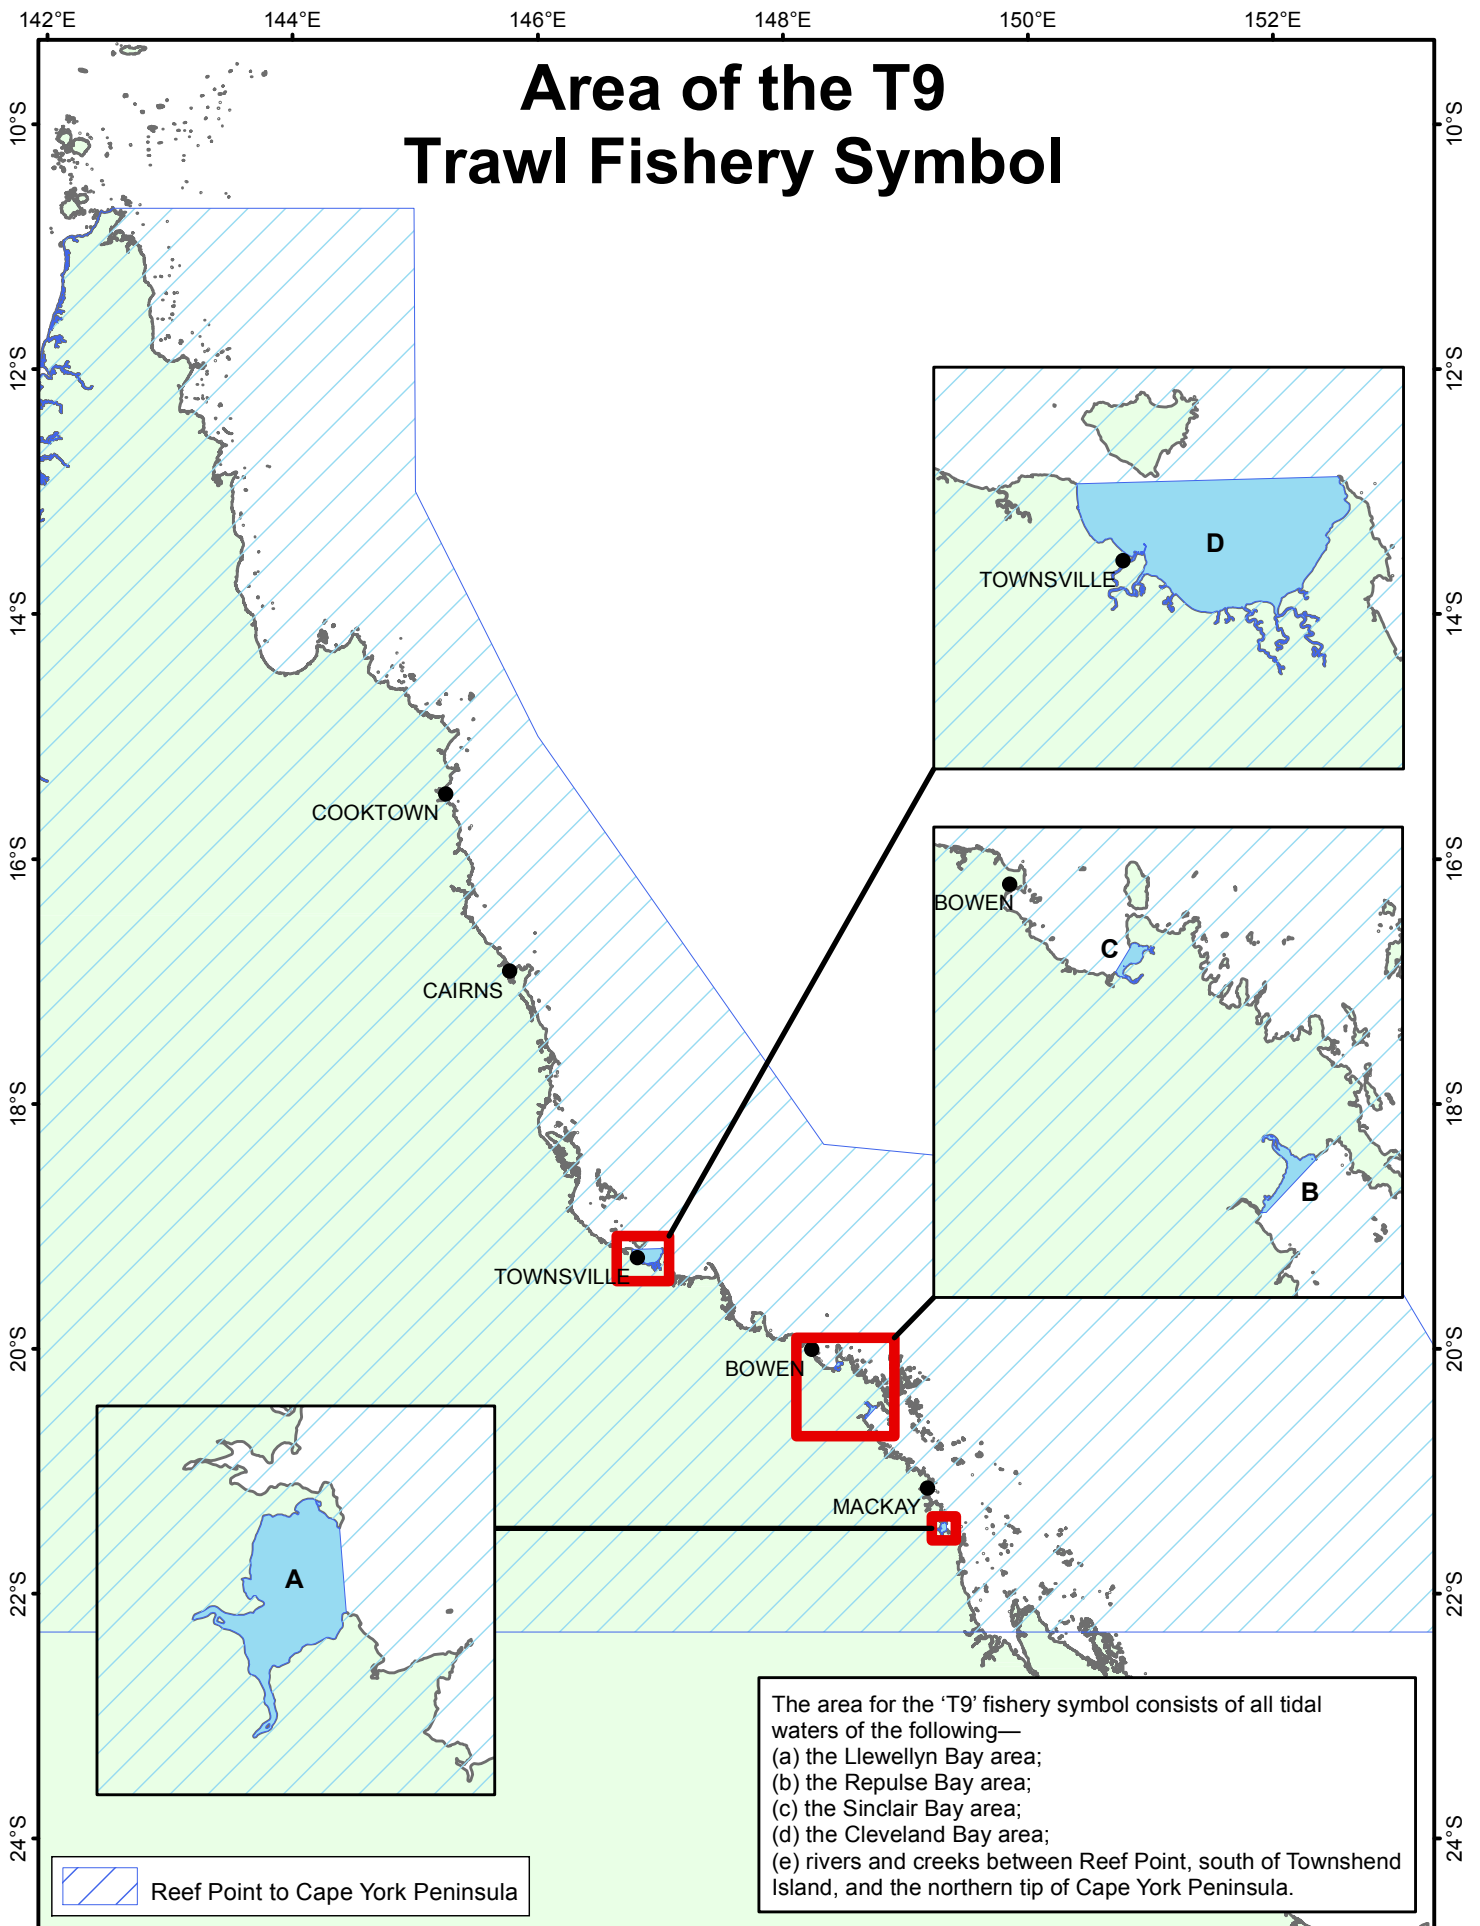 142°E 144°E 146°E 148°E 150°E 152°E
Area of the T9
Trawl Fishery Symbol
10°S 10°S
12°S 12°S
D
TOWNSVILLE
14°S 14°S
COOKTOWN
16°S 16°S
BOWEN
C
CAIRNS
18°S 18°S
B
TOWNSVILLE
20°S 20°S
BOWEN
MACKAY
A
22°S 22°S
The area for the ‘T9’ fishery symbol consists of all tidal
waters of the following—
(a) the Llewellyn Bay area;
(b) the Repulse Bay area;
(c) the Sinclair Bay area;
(d) the Cleveland Bay area;
(e) rivers and creeks between Reef Point, south of Townshend
Island, and the northern tip of Cape York Peninsula.
24°S 24°S
Reef Point to Cape York Peninsula